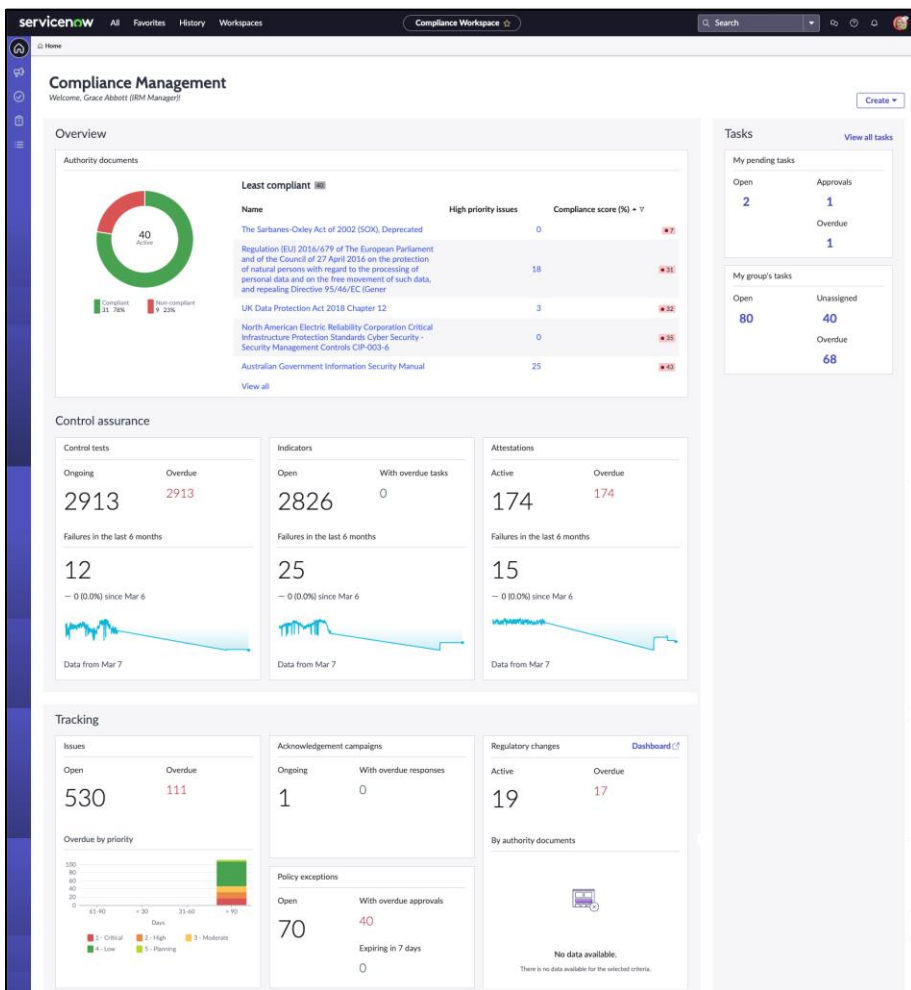 servicenow All Favorites History Workspaces Compliance Workspace Search
Home
Compliance Management
Welcome, Grace Abbott (IRM Manager)!
Create
Overview
Authority documents
40
Active
Compliant
31 78%
Non-compliant
9 23%
Least compliant 40
Name High priority issues Compliance score (%)
The Sarbanes-Oxley Act of 2002 (SOX), Deprecated 0 7
Regulation (EU) 2016/679 of The European Parliament
and of the Council of 27 April 2016 on the protection
of natural persons with regard to the processing of
personal data and on the free movement of such data,
and repealing Directive 95/46/EC (Gener
18 31
UK Data Protection Act 2018 Chapter 12 3 32
North American Electric Reliability Corporation Critical
Infrastructure Protection Standards Cyber Security -
Security Management Controls CIP-003-6
0 35
Australian Government Information Security Manual 25 43
View all
Tasks View all tasks
My pending tasks
Open Approvals
2 1
Overdue
1
My group's tasks
Open Unassigned
80 40
Overdue
68
Control assurance
Control tests
Ongoing Overdue
2913 2913
Failures in the last 6 months
12
— 0 (0.0%) since Mar 6
Data from Mar 7
Indicators
Open With overdue tasks
2826 0
Failures in the last 6 months
25
— 0 (0.0%) since Mar 6
Data from Mar 7
Attestations
Active Overdue
174 174
Failures in the last 6 months
15
— 0 (0.0%) since Mar 6
Data from Mar 7
Tracking
Issues
Open Overdue
530 111
Overdue by priority
100
80
60
40
20
0
61-90 < 30 31-60 > 90
Days
1 - Critical 2 - High 3 - Moderate
4 - Low 5 - Planning
Acknowledgement campaigns
Ongoing With overdue responses
1 0
Policy exceptions
Open With overdue approvals
70 40
Expiring in 7 days
0
Regulatory changes Dashboard
Active Overdue
19 17
By authority documents
No data available.
There is no data available for the selected criteria.